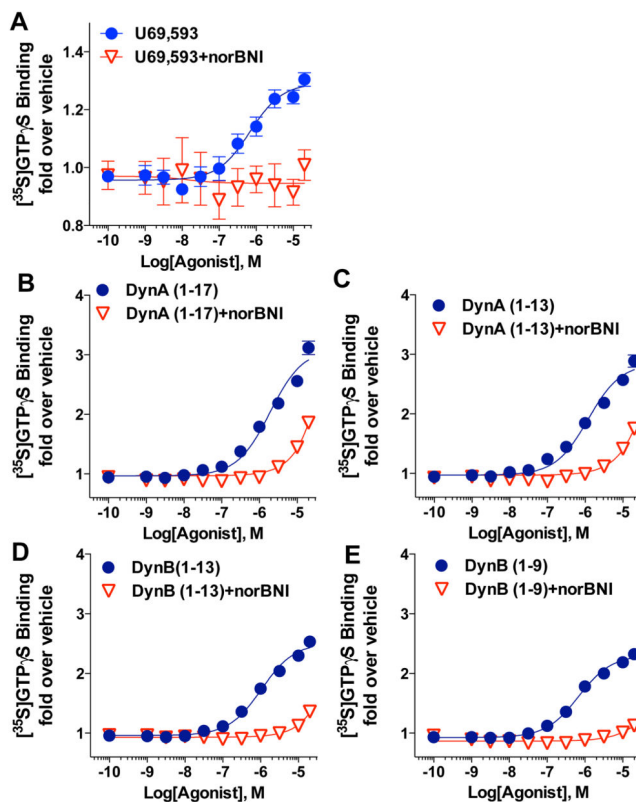 A
U69,593
U69,593+norBNI
[³⁵S]GTPγS Binding
fold over vehicle
1.4
1.2
1.0
0.8
-10 -9 -8 -7 -6 -5
Log[Agonist], M
B
DynA (1-17)
DynA (1-17)+norBNI
[³⁵S]GTPγS Binding
fold over vehicle
4
3
2
1
-10 -9 -8 -7 -6 -5
Log[Agonist], M
C
DynA (1-13)
DynA (1-13)+norBNI
[³⁵S]GTPγS Binding
fold over vehicle
4
3
2
1
-10 -9 -8 -7 -6 -5
Log[Agonist], M
D
DynB(1-13)
DynB (1-13)+norBNI
[³⁵S]GTPγS Binding
fold over vehicle
4
3
2
1
-10 -9 -8 -7 -6 -5
Log[Agonist], M
E
DynB (1-9)
DynB (1-9)+norBNI
[³⁵S]GTPγS Binding
fold over vehicle
4
3
2
1
-10 -9 -8 -7 -6 -5
Log[Agonist], M